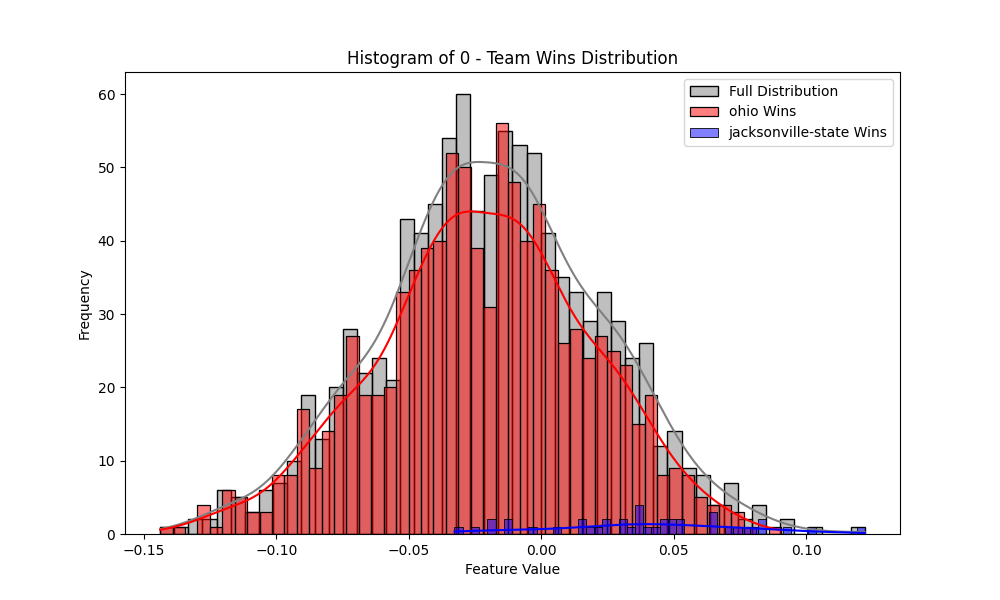 Histogram of 0 - Team Wins Distribution
Full Distribution
ohio Wins
jacksonville-state Wins
60
50
40
30
20
10
0
Frequency
−0.15
−0.10
−0.05
0.00
0.05
0.10
Feature Value